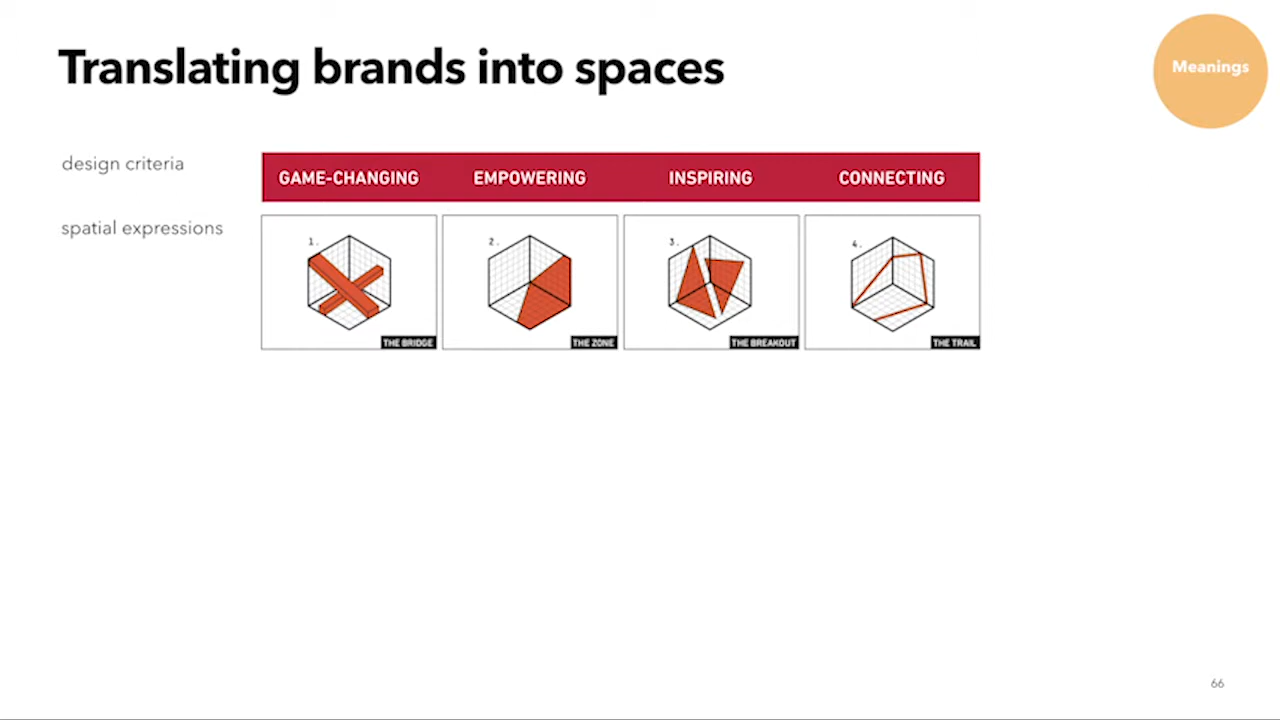 Translating brands into spaces
Meanings
design criteria
GAME-CHANGING EMPOWERING INSPIRING CONNECTING
spatial expressions
1. 2. 3. 4.
THE BRIDGE THE ZONE THE BREAKOUT THE TRAIL
66